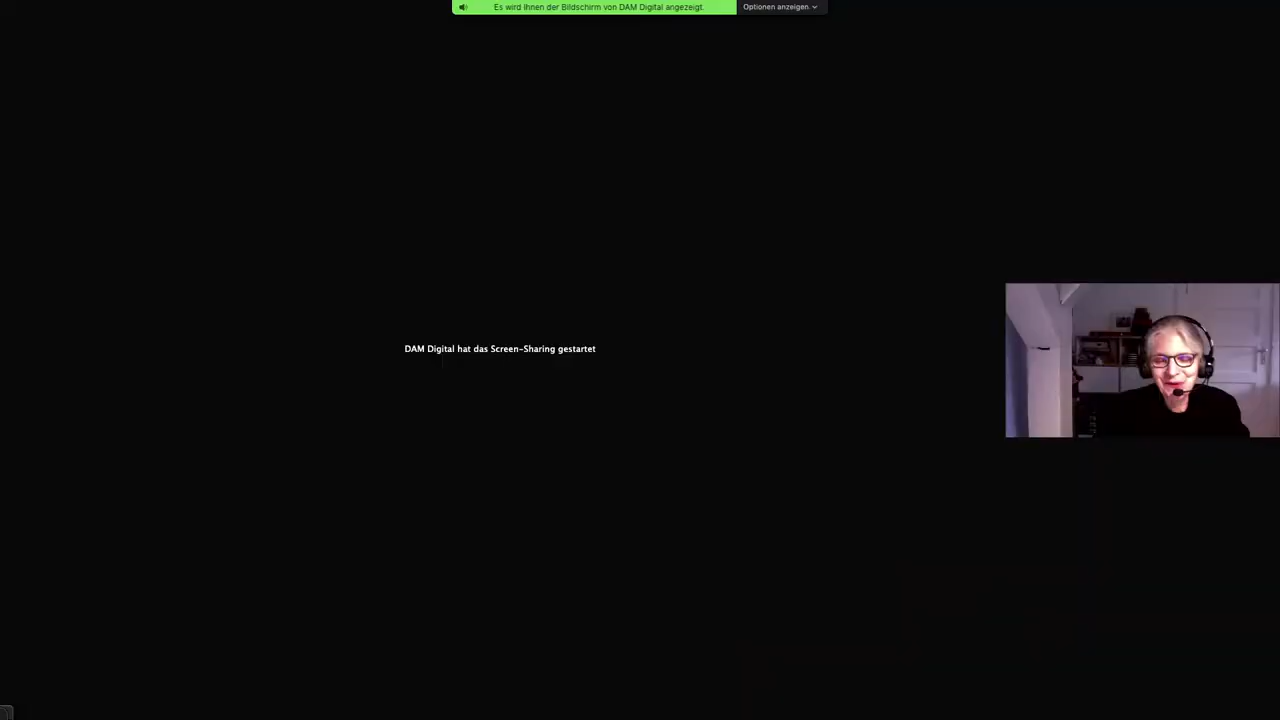 Es wird Ihnen der Bildschirm von DAM Digital angezeigt.
Optionen anzeigen
DAM Digital hat das Screen-Sharing gestartet